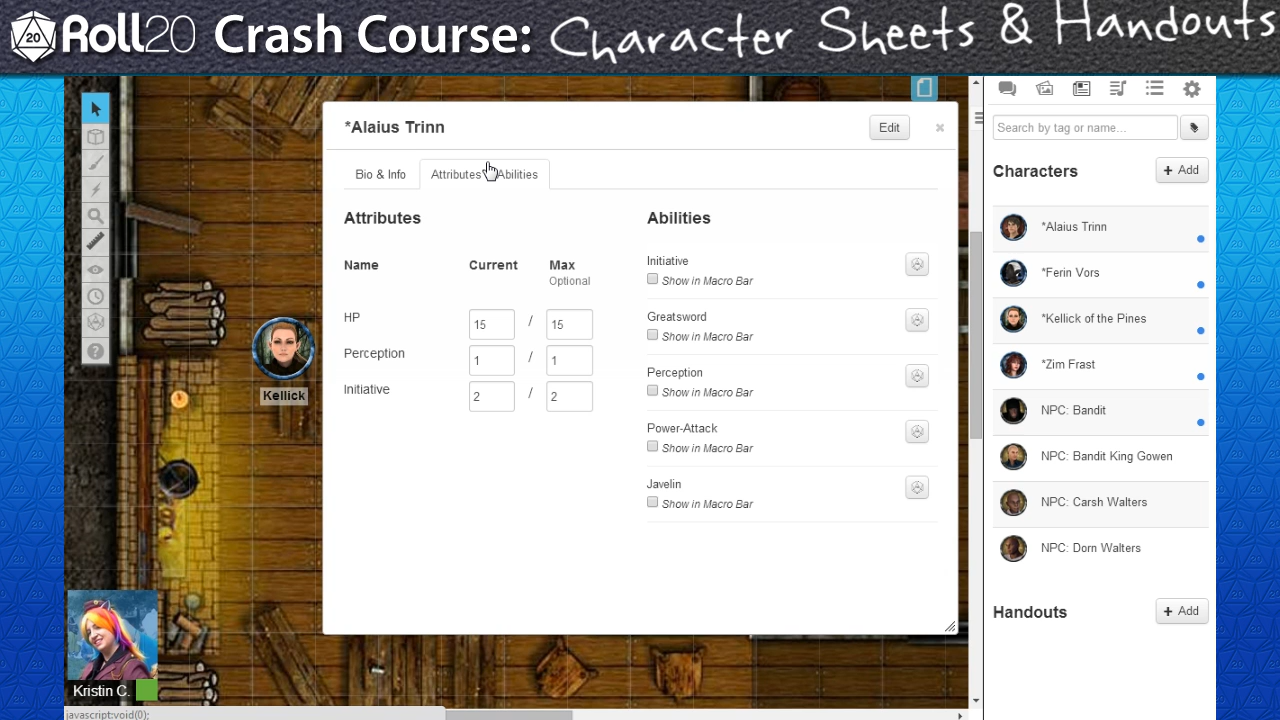 20 Roll20 Crash Course: Character Sheets & Handouts
*Alaius Trinn
Edit
×
Bio & Info
Attributes Abilities
Attributes
Name Current Max
Optional
HP 15 / 15
Perception 1 / 1
Initiative 2 / 2
Abilities
Initiative
Show in Macro Bar
Greatsword
Show in Macro Bar
Perception
Show in Macro Bar
Power-Attack
Show in Macro Bar
Javelin
Show in Macro Bar
Search by tag or name...
Characters
+ Add
*Alaius Trinn
*Ferin Vors
*Kellick of the Pines
*Zim Frast
NPC: Bandit
NPC: Bandit King Gowen
NPC: Carsh Walters
NPC: Dorn Walters
Handouts
+ Add
Kellick
Kristin C.
javascript:void(0);